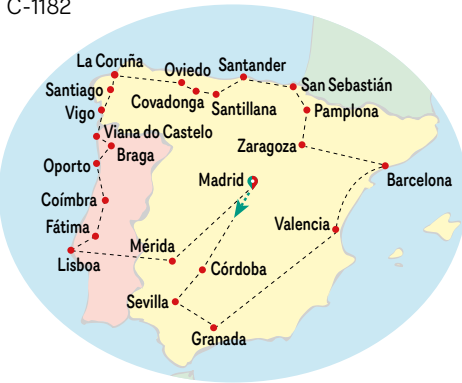 C-1182
La Coruña
Oviedo
Santander
Santiago
Covadonga
Santillana
San Sebastián
Vigo
Pamplona
Viana do Castelo
Braga
Zaragoza
Oporto
Madrid
Barcelona
Coímbra
Fátima
Valencia
Mérida
Lisboa
Córdoba
Sevilla
Granada